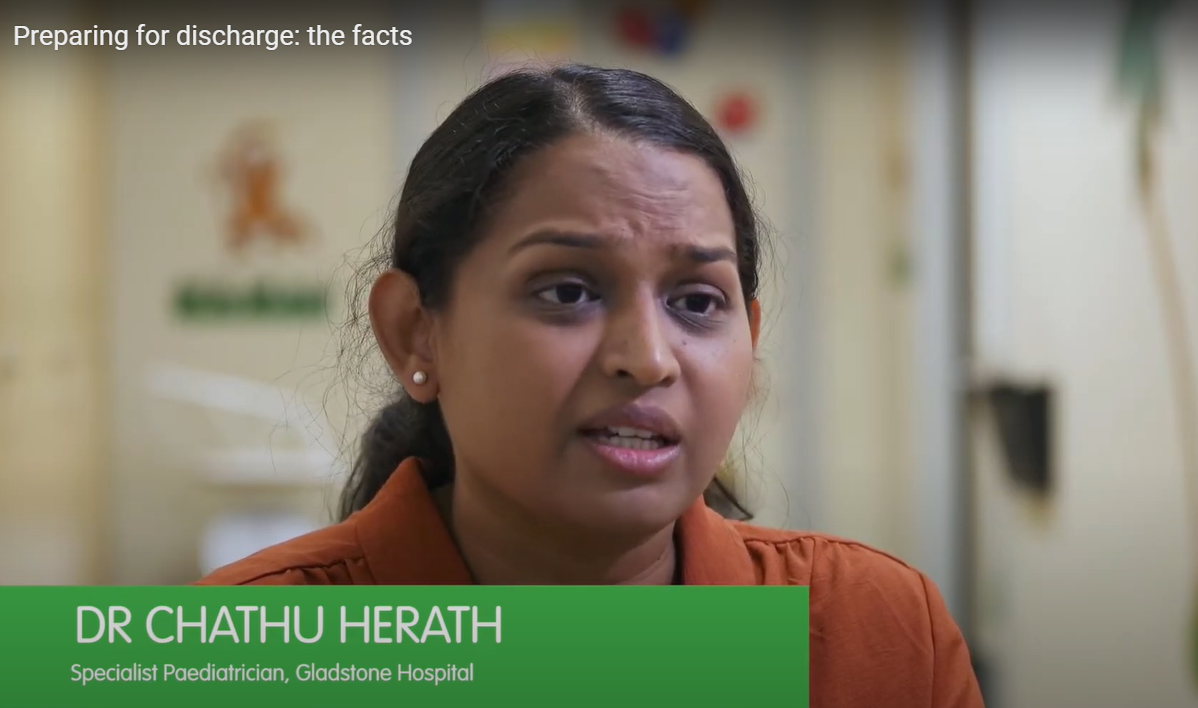 Preparing for discharge: the facts
DR CHATHU HERATH
Specialist Paediatrician, Gladstone Hospital